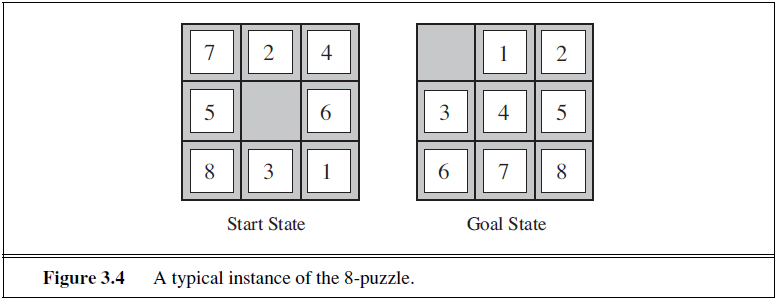 7 2 4
5 6
8 3 1
Start State
1 2
3 4 5
6 7 8
Goal State
Figure 3.4 A typical instance of the 8-puzzle.